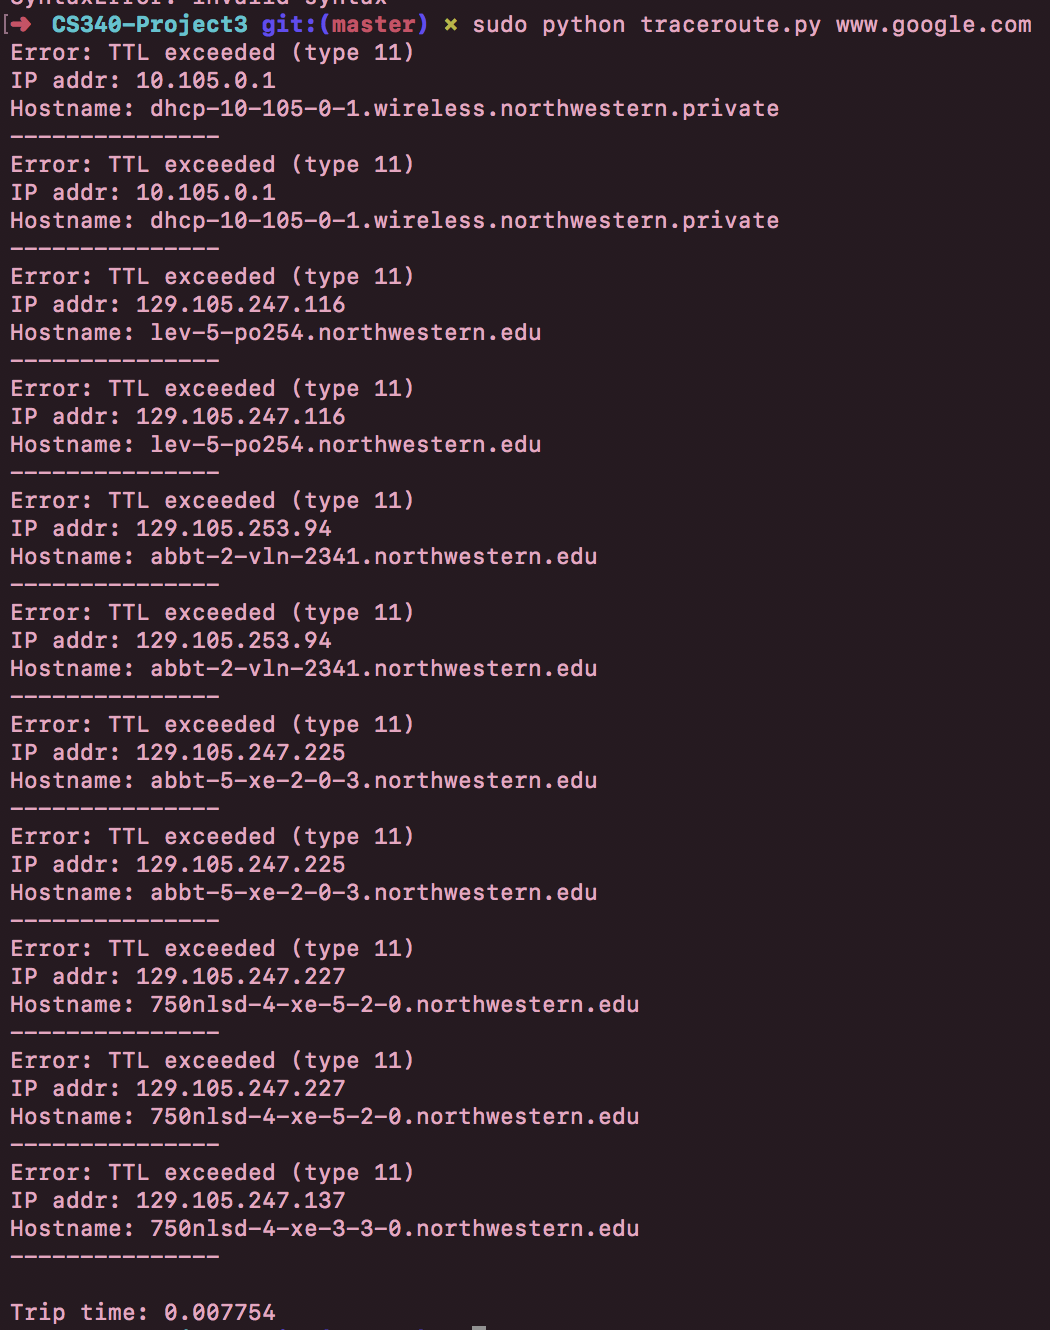 SyntaxError: invalid syntax
[➜ CS340-Project3 git:(master) ✗ sudo python traceroute.py www.google.com
Error: TTL exceeded (type 11)
IP addr: 10.105.0.1
Hostname: dhcp-10-105-0-1.wireless.northwestern.private
---------------
Error: TTL exceeded (type 11)
IP addr: 10.105.0.1
Hostname: dhcp-10-105-0-1.wireless.northwestern.private
---------------
Error: TTL exceeded (type 11)
IP addr: 129.105.247.116
Hostname: lev-5-po254.northwestern.edu
---------------
Error: TTL exceeded (type 11)
IP addr: 129.105.247.116
Hostname: lev-5-po254.northwestern.edu
---------------
Error: TTL exceeded (type 11)
IP addr: 129.105.253.94
Hostname: abbt-2-vln-2341.northwestern.edu
---------------
Error: TTL exceeded (type 11)
IP addr: 129.105.253.94
Hostname: abbt-2-vln-2341.northwestern.edu
---------------
Error: TTL exceeded (type 11)
IP addr: 129.105.247.225
Hostname: abbt-5-xe-2-0-3.northwestern.edu
---------------
Error: TTL exceeded (type 11)
IP addr: 129.105.247.225
Hostname: abbt-5-xe-2-0-3.northwestern.edu
---------------
Error: TTL exceeded (type 11)
IP addr: 129.105.247.227
Hostname: 750nlsd-4-xe-5-2-0.northwestern.edu
---------------
Error: TTL exceeded (type 11)
IP addr: 129.105.247.227
Hostname: 750nlsd-4-xe-5-2-0.northwestern.edu
---------------
Error: TTL exceeded (type 11)
IP addr: 129.105.247.137
Hostname: 750nlsd-4-xe-3-3-0.northwestern.edu
---------------
Trip time: 0.007754